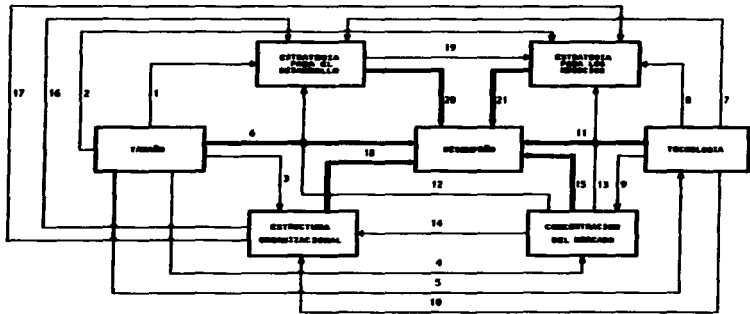 ESTRATEGIA
PARA EL
DESARROLLO
19
ESTRATEGIA
PARA LOS
NEGOCIOS
17
16
2
1
20
21
8
7
TAMAÑO
6
DESEMPEÑO
11
TECNOLOGIA
18
3
12
15
13
9
ESTRUCTURA
ORGANIZACIONAL
14
CONCENTRACION
DEL MERCADO
4
5
10